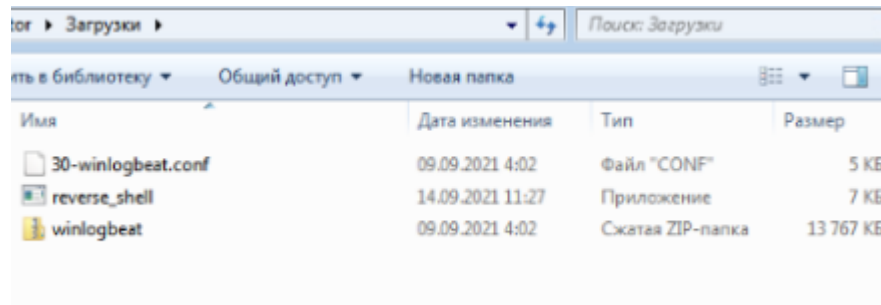 tor ▸ Загрузки ▸ Поиск: Загрузки
ить в библиотеку ▾ Общий доступ ▾ Новая папка
Имя Дата изменения Тип Размер
30-winlogbeat.conf 09.09.2021 4:02 Файл "CONF" 5 КБ
reverse_shell 14.09.2021 11:27 Приложение 7 КБ
winlogbeat 09.09.2021 4:02 Сжатая ZIP-папка 13 767 КБ